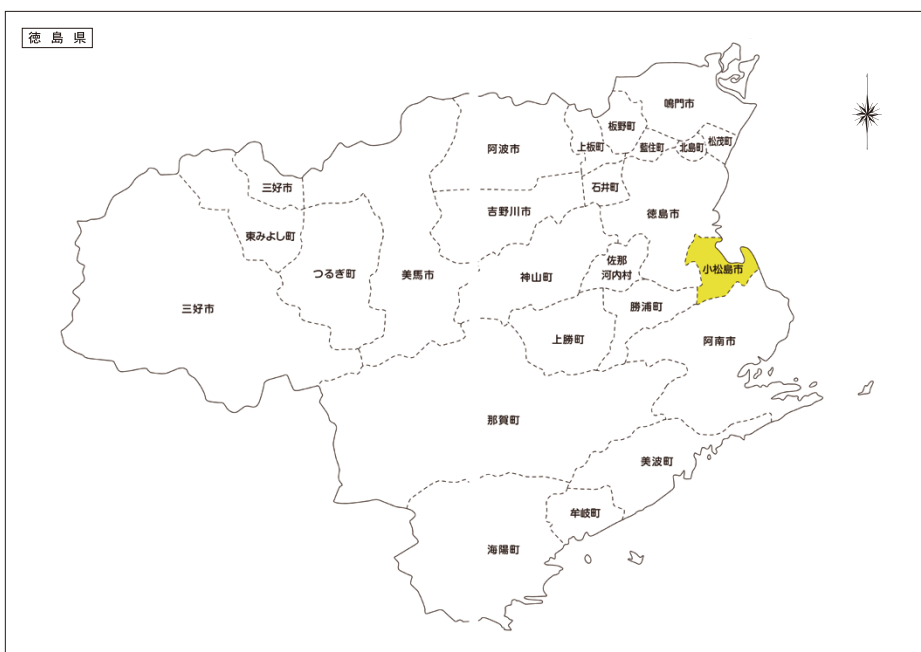 徳島県
鳴門市
板野町
松茂町
上板町
藍住町
北島町
阿波市
三好市
石井町
吉野川市
徳島市
東みよし町
佐那
河内村
小松島市
つるぎ町
美馬市
神山町
三好市
勝浦町
上勝町
阿南市
那賀町
美波町
牟岐町
海陽町